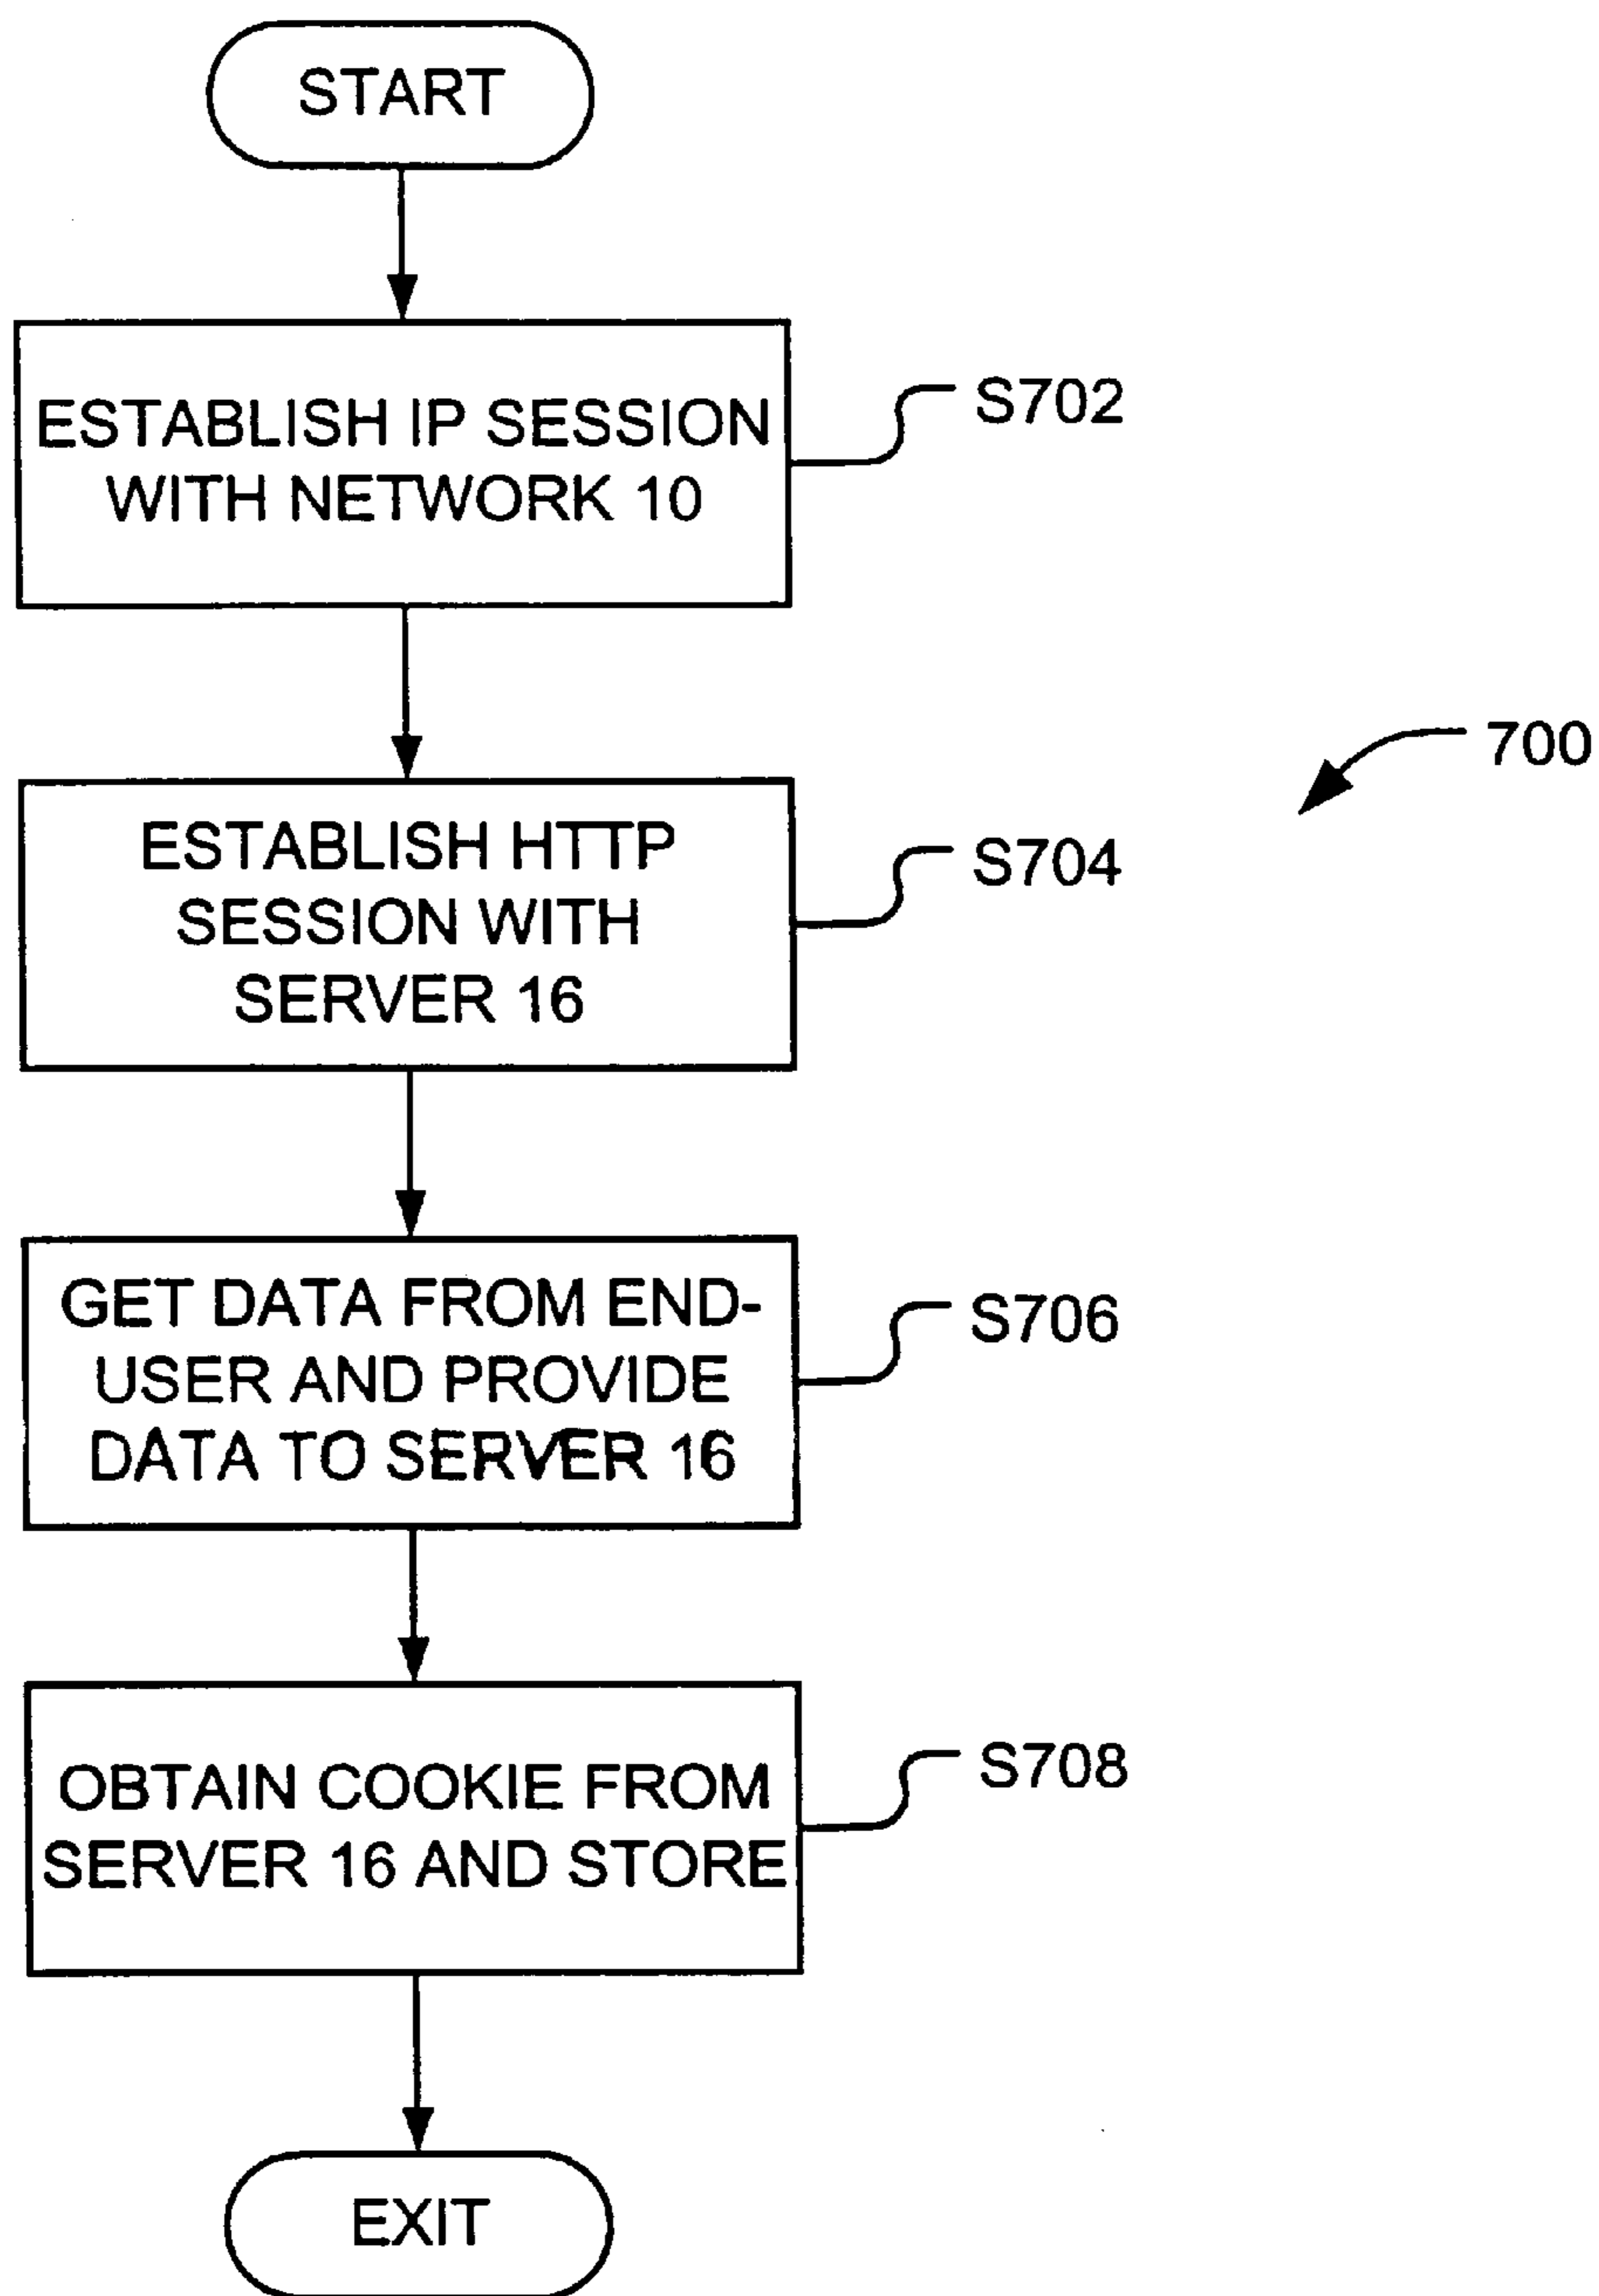 START
ESTABLISH IP SESSION
WITH NETWORK 10
S702
700
ESTABLISH HTTP
SESSION WITH
SERVER 16
S704
GET DATA FROM END-
USER AND PROVIDE
DATA TO SERVER 16
S706
OBTAIN COOKIE FROM
SERVER 16 AND STORE
S708
EXIT